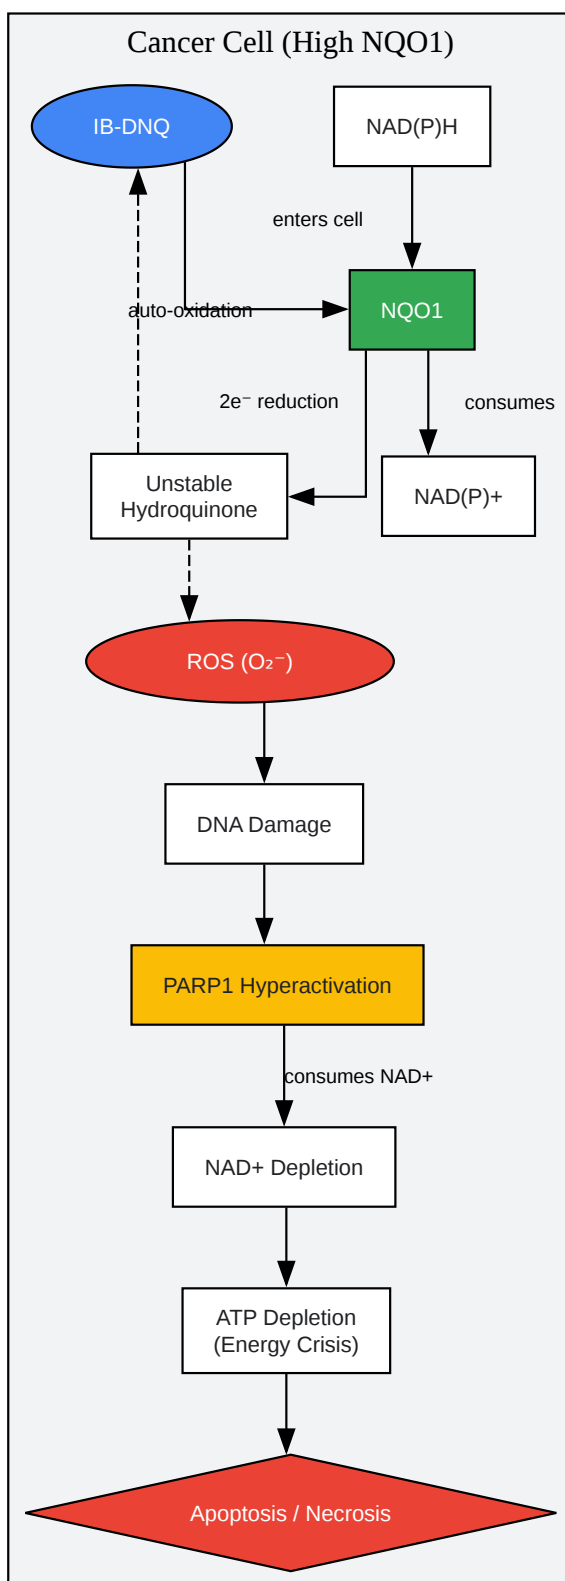 Cancer Cell (High NQO1)
IB-DNQ
NAD(P)H
enters cell
auto-oxidation
NQO1
2e⁻ reduction
consumes
Unstable
Hydroquinone
NAD(P)+
ROS (O₂⁻)
DNA Damage
PARP1 Hyperactivation
consumes NAD+
NAD+ Depletion
ATP Depletion
(Energy Crisis)
Apoptosis / Necrosis